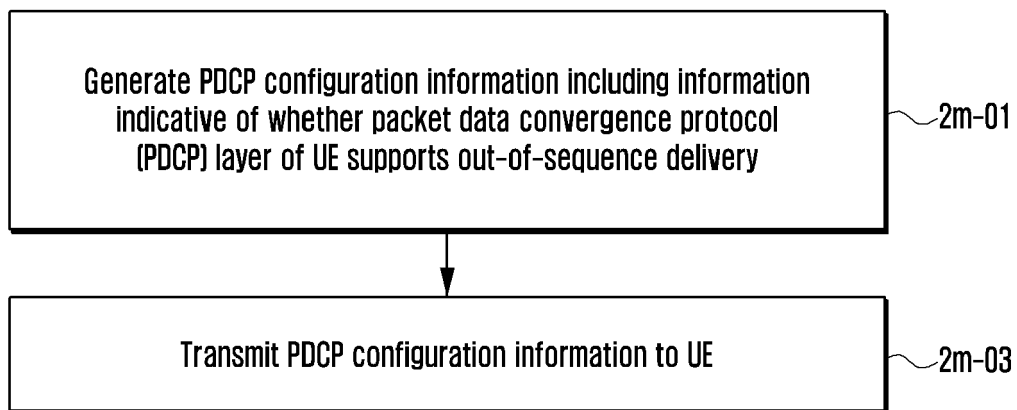 Generate PDCP configuration information including information
indicative of whether packet data convergence protocol
(PDCP) layer of UE supports out-of-sequence delivery
2m-01
Transmit PDCP configuration information to UE
2m-03